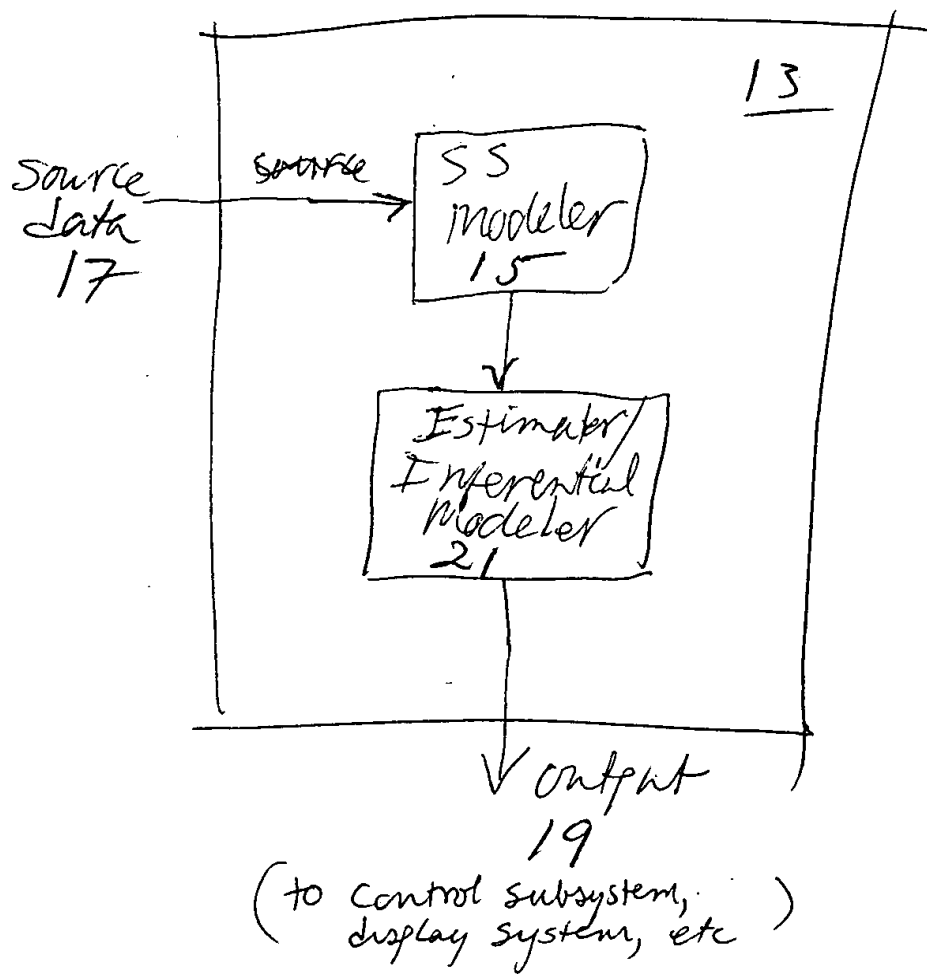 13
source
data
17
source
SS
modeler
15
Estimator/
Inferential
Modeler
21
output
19
(to control subsystem,
display system, etc)